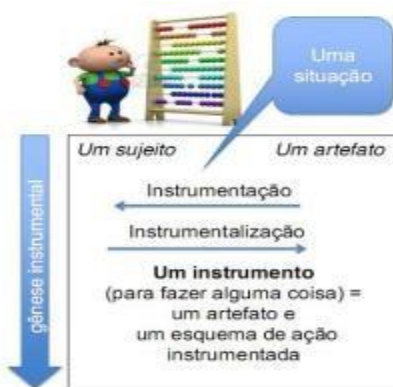 Uma
situação
Um sujeito
Um artefato
Instrumentação
Instrumentalização
Um instrumento
(para fazer alguma coisa) =
um artefato e
um esquema de ação
instrumentada
gênese instrumental